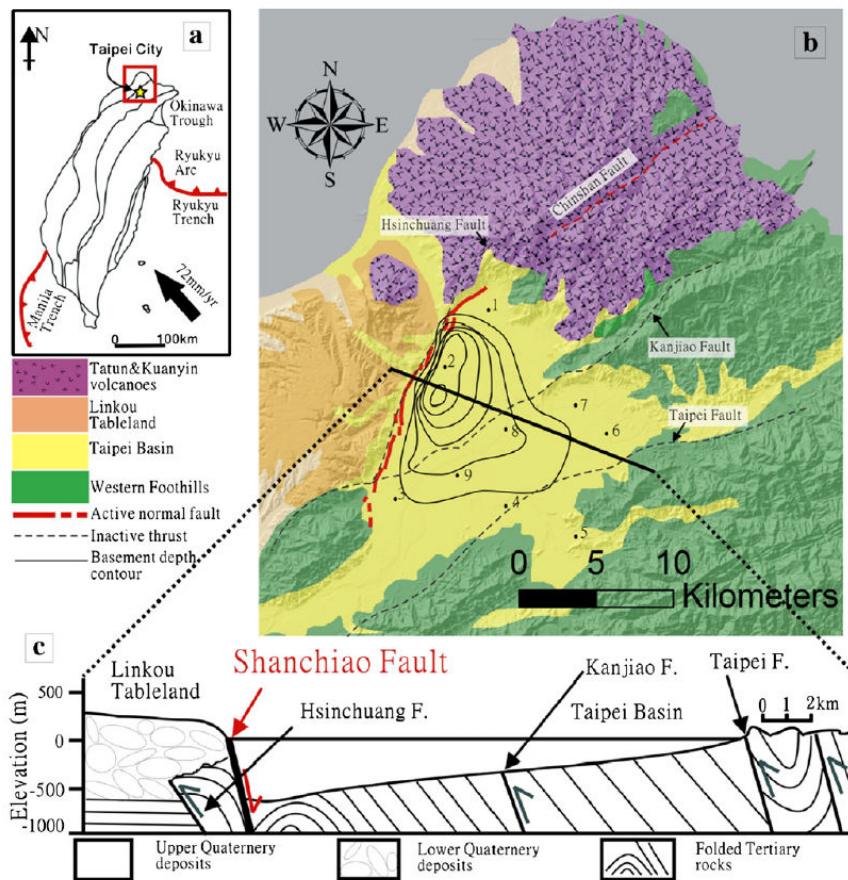 N
a
Taipei City
Okinawa
Trough
Ryukyu
Arc
Ryukyu
Trench
Manila
Trench
72mm/yr
0 100km
Tatun&Kuanyin
volcanoes
Linkou
Tableland
Taipei Basin
Western Foothills
Active normal fault
Inactive thrust
Basement depth
contour
b
N
W E
S
Chinshan Fault
Hsinchuang Fault
Kanjiao Fault
Taipei Fault
1
2
7
8
6
9
3
4
5
0 5 10
Kilometers
c
Linkou
Tableland
Shanchiao Fault
Hsinchuang F.
Kanjiao F.
Taipei F.
Taipei Basin
0 1 2km
Elevation (m)
500
0
-500
-1000
Upper Quaternery
deposits
Lower Quaternery
deposits
Folded Tertiary
rocks